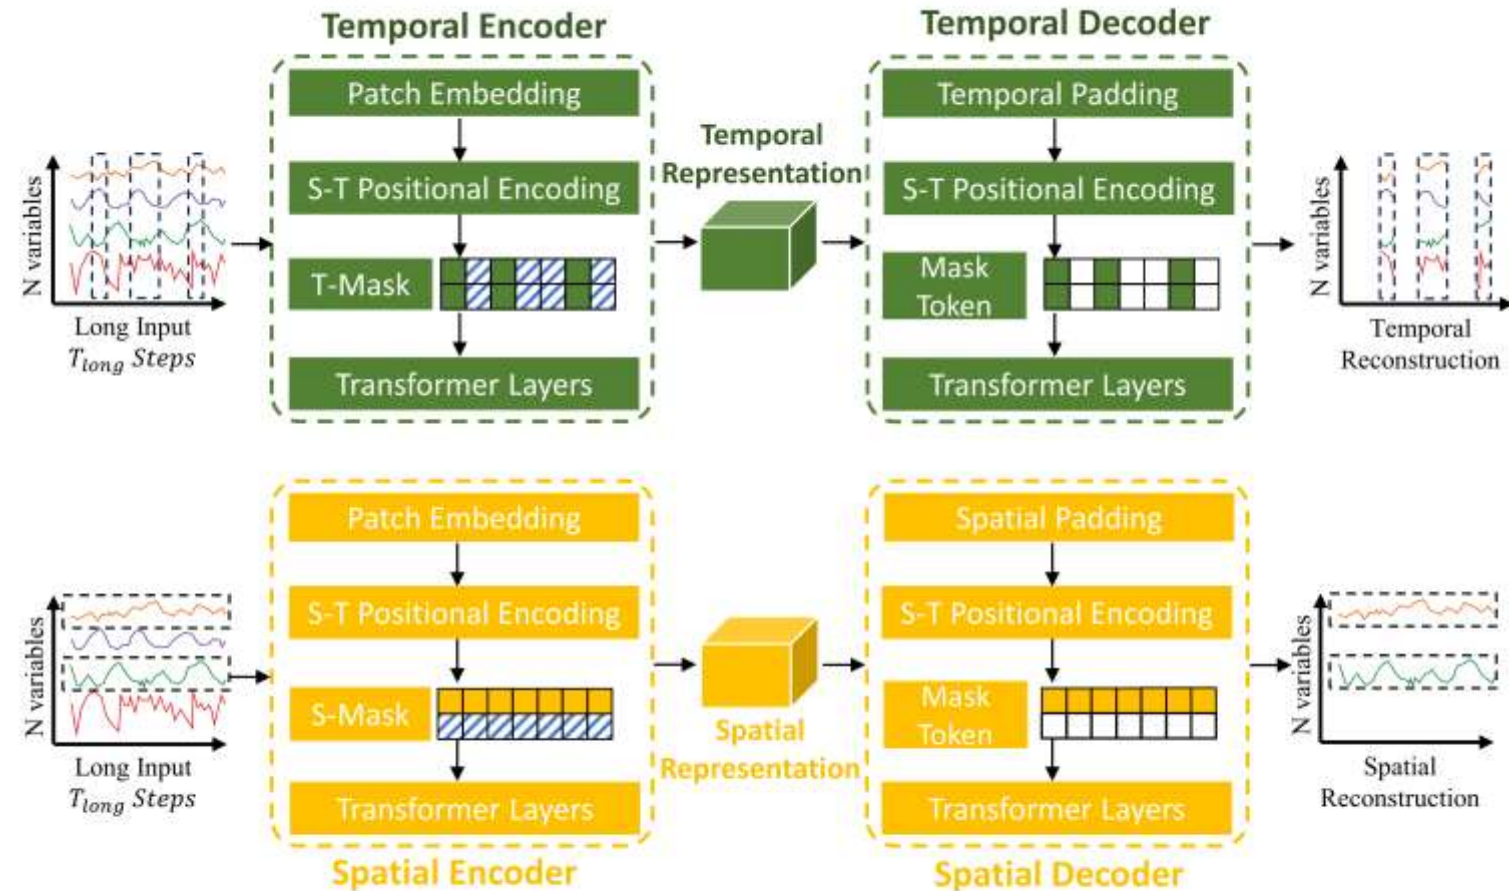 Temporal Encoder
Patch Embedding
S-T Positional Encoding
T-Mask
Transformer Layers
N variables
Long Input
T_long Steps
Temporal
Representation
Temporal Decoder
Temporal Padding
S-T Positional Encoding
Mask
Token
Transformer Layers
N variables
Temporal
Reconstruction
N variables
Long Input
T_long Steps
Patch Embedding
S-T Positional Encoding
S-Mask
Transformer Layers
Spatial Encoder
Spatial
Representation
Spatial Padding
S-T Positional Encoding
Mask
Token
Transformer Layers
Spatial Decoder
N variables
Spatial
Reconstruction